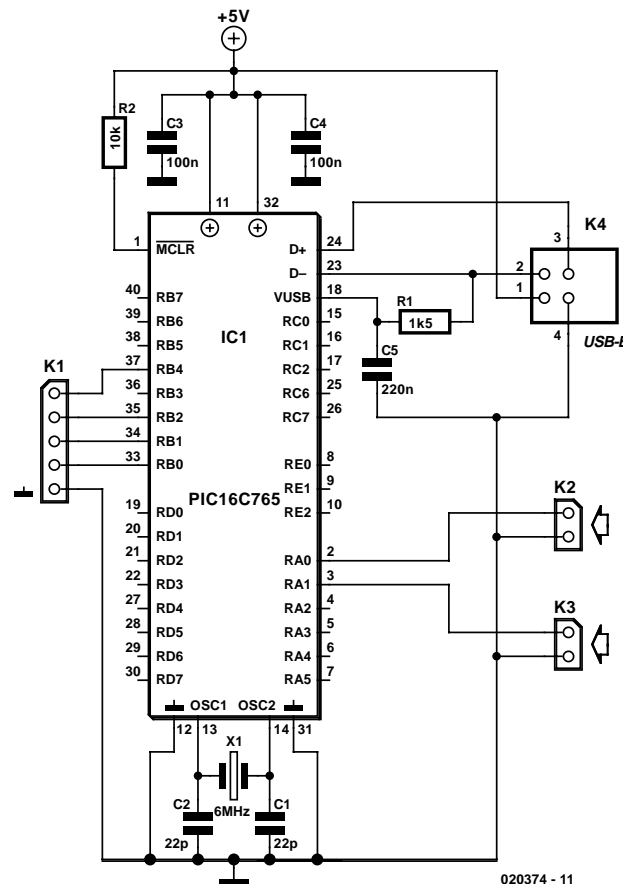 +5V
R2
10k
C3
100n
C4
100n
11
32
1
MCLR
D+
24
3
K4
D–
23
2
40
RB7
VUSB
18
1
R1
1k5
39
RB6
IC1
RC0
15
38
RB5
RC1
16
4
USB-B
K1
37
RB4
RC2
17
C5
220n
36
RB3
RC6
25
35
RB2
RC7
26
34
RB1
33
RB0
RE0
8
PIC16C765
RE1
9
19
RD0
RE2
10
K2
20
RD1
21
RD2
RA0
2
22
RD3
RA1
3
27
RD4
RA2
4
K3
28
RD5
RA3
5
29
RD6
RA4
6
30
RD7
RA5
7
OSC1
OSC2
12
13
14
31
X1
6MHz
C2
22p
C1
22p
020374 - 11